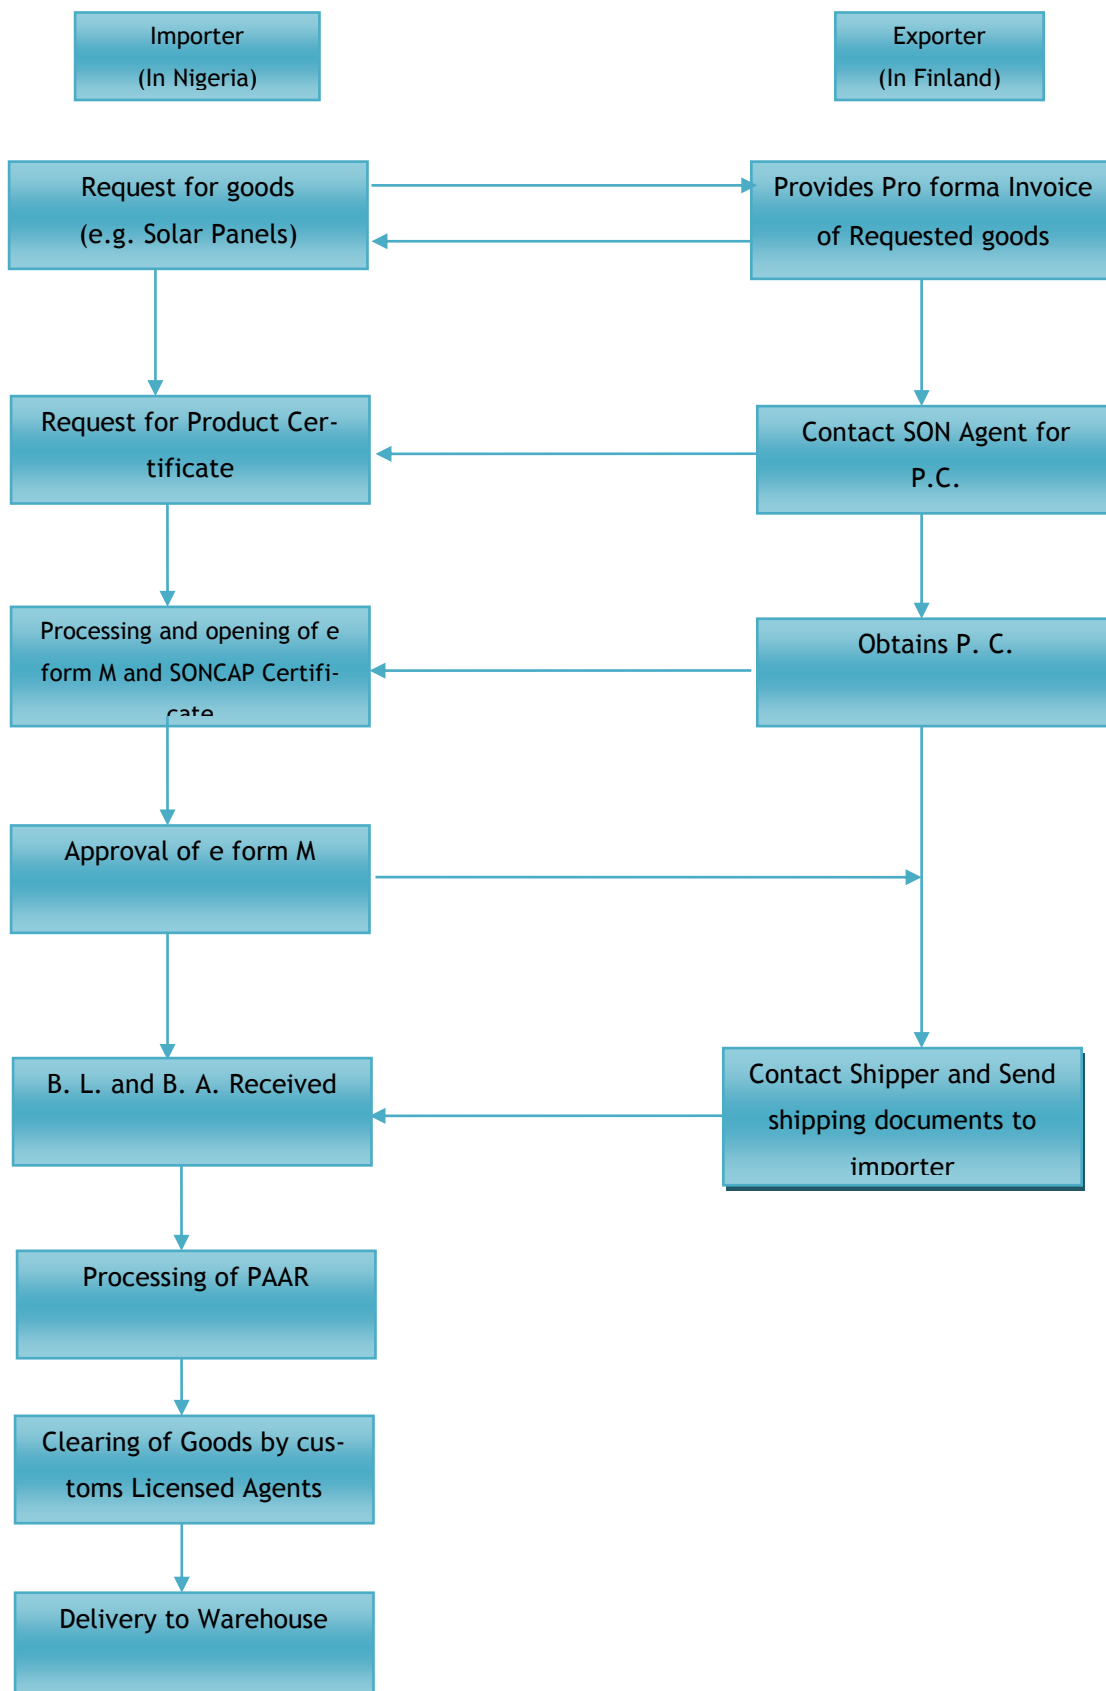 Importer
(In Nigeria)
Exporter
(In Finland)
Request for goods
(e.g. Solar Panels)
Provides Pro forma Invoice
of Requested goods
Request for Product Cer-
tificate
Contact SON Agent for
P.C.
Processing and opening of e
form M and SONCAP Certifi-
cate
Obtains P. C.
Approval of e form M
B. L. and B. A. Received
Contact Shipper and Send
shipping documents to
importer
Processing of PAAR
Clearing of Goods by cus-
toms Licensed Agents
Delivery to Warehouse